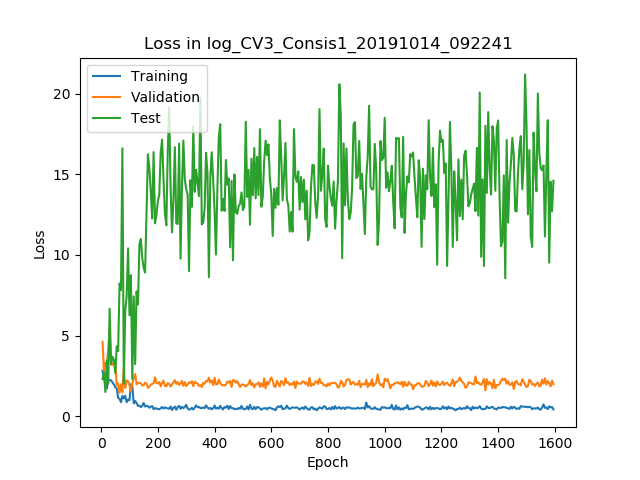 Loss in log_CV3_Consis1_20191014_092241
Training
Validation
Test
20
15
10
5
0
Loss
0 200 400 600 800 1000 1200 1400 1600
Epoch